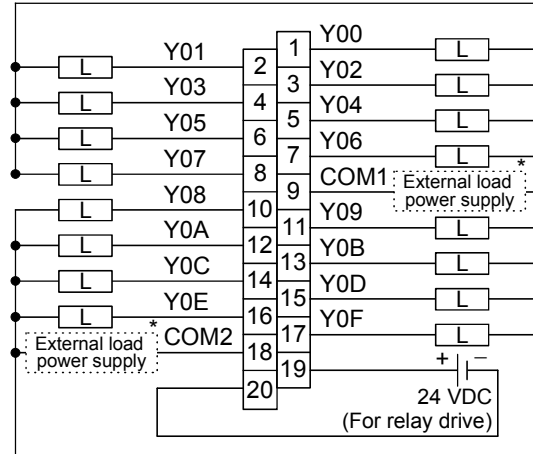 Y01 Y00
L 2 1 L
Y03 Y02
L 4 3 L
Y05 Y04
L 6 5 L
Y07 Y06
L 8 7 L *
Y08 COM1 External load
L 10 9 power supply
Y0A Y09
L 12 11 L
Y0C Y0B
L 14 13 L
Y0E Y0D
L 16 15 L
* COM2 Y0F
External load 18 17 L
power supply
20 19 + −
24 VDC
(For relay drive)